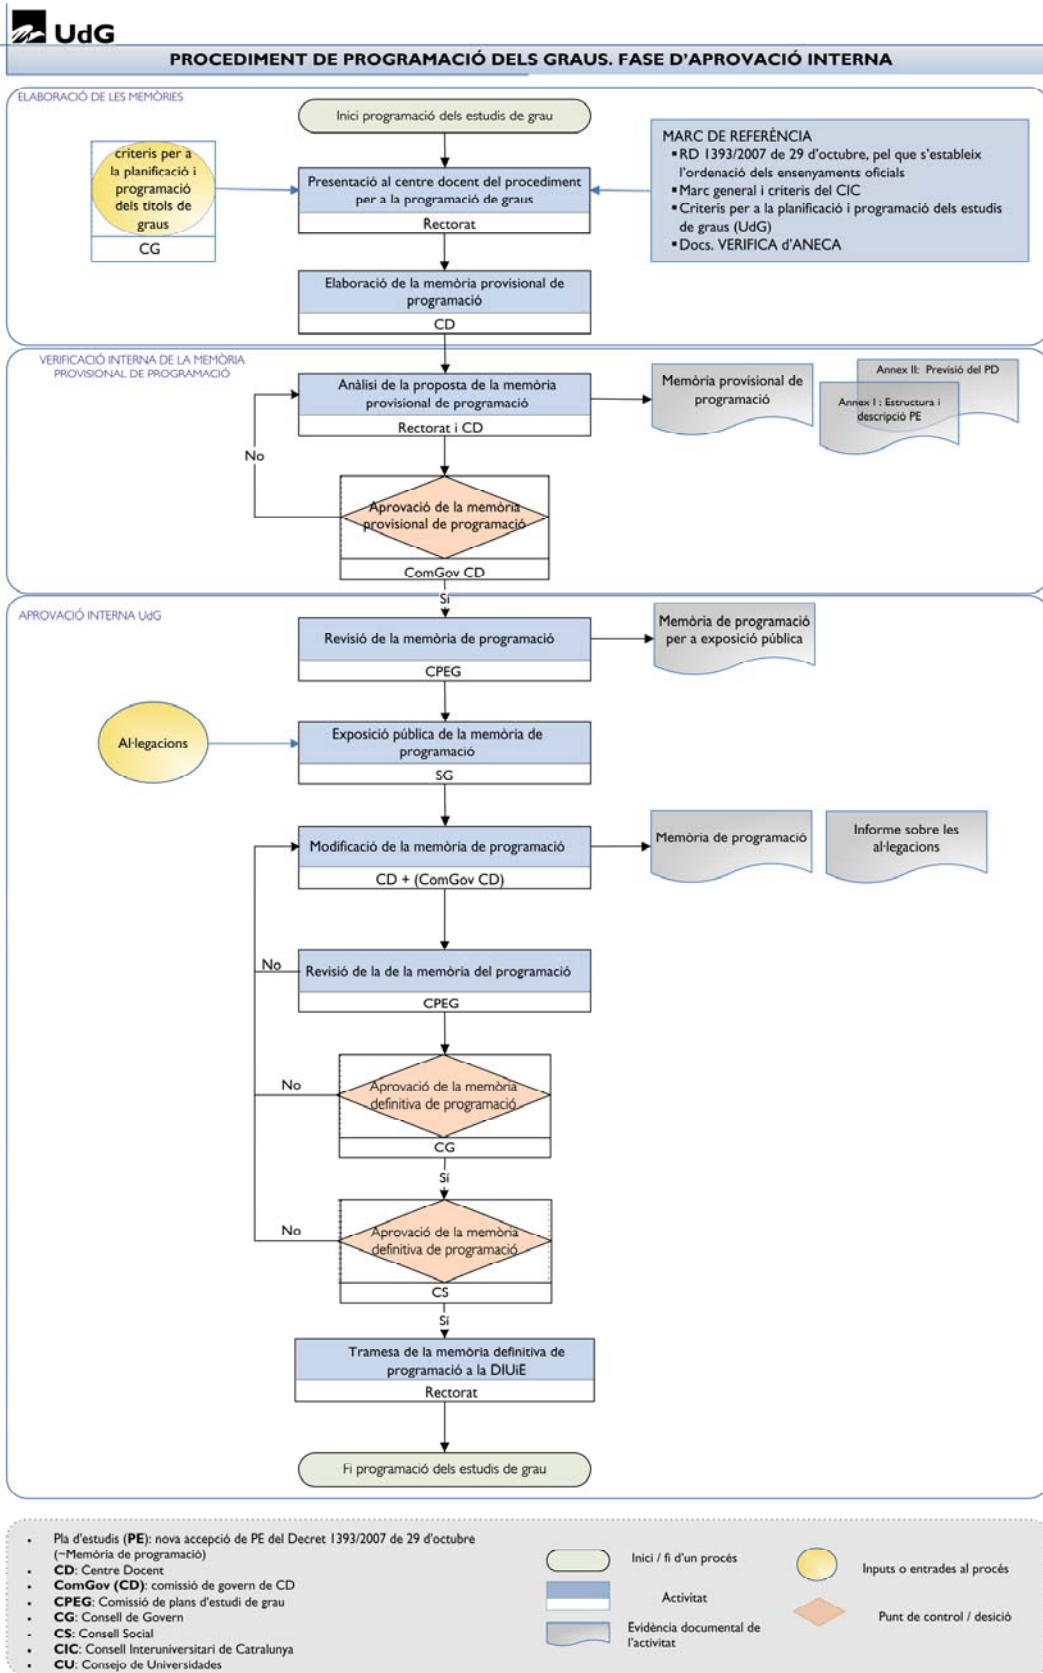 UdG
PROCEDIMENT DE PROGRAMACIÓ DELS GRAUS. FASE D'APROVACIÓ INTERNA
ELABORACIÓ DE LES MEMÒRIES
Inici programació dels estudis de grau
criteris per a
la planificació i
programació
dels títols de
graus
CG
Presentació al centre docent del procediment
per a la programació de graus
Rectorat
MARC DE REFERÈNCIA
▪ RD 1393/2007 de 29 d'octubre, pel que s'estableix
l'ordenació dels ensenyaments oficials
▪ Marc general i criteris del CIC
▪ Criteris per a la planificació i programació dels estudis
de graus (UdG)
▪ Docs. VERIFICA d'ANECA
Elaboració de la memòria provisional de
programació
CD
VERIFICACIÓ INTERNA DE LA MEMÒRIA
PROVISIONAL DE PROGRAMACIÓ
Anàlisi de la proposta de la memòria
provisional de programació
Rectorat i CD
Memòria provisional de
programació
Annex II: Previsió del PD
Annex I : Estructura i
descripció PE
No
Aprovació de la memòria
provisional de programació
ComGov CD
Sí
APROVACIÓ INTERNA UdG
Revisió de la memòria de programació
CPEG
Memòria de programació
per a exposició pública
Al·legacions
Exposició pública de la memòria de
programació
SG
Modificació de la memòria de programació
CD + (ComGov CD)
Memòria de programació
Informe sobre les
al·legacions
No
Revisió de la de la memòria del programació
CPEG
No
Aprovació de la memòria
definitiva de programació
CG
Sí
No
Aprovació de la memòria
definitiva de programació
CS
Sí
Tramesa de la memòria definitiva de
programació a la DIUiE
Rectorat
Fi programació dels estudis de grau
• Pla d'estudis (PE): nova accepció de PE del Decret 1393/2007 de 29 d'octubre
(~Memòria de programació)
• CD: Centre Docent
• ComGov (CD): comissió de govern de CD
• CPEG: Comissió de plans d'estudi de grau
• CG: Consell de Govern
- CS: Consell Social
• CIC: Consell Interuniversitari de Catralunya
• CU: Consejo de Universidades
Inici / fi d'un procés
Activitat
Evidència documental de
l'activitat
Inputs o entrades al procés
Punt de control / desició